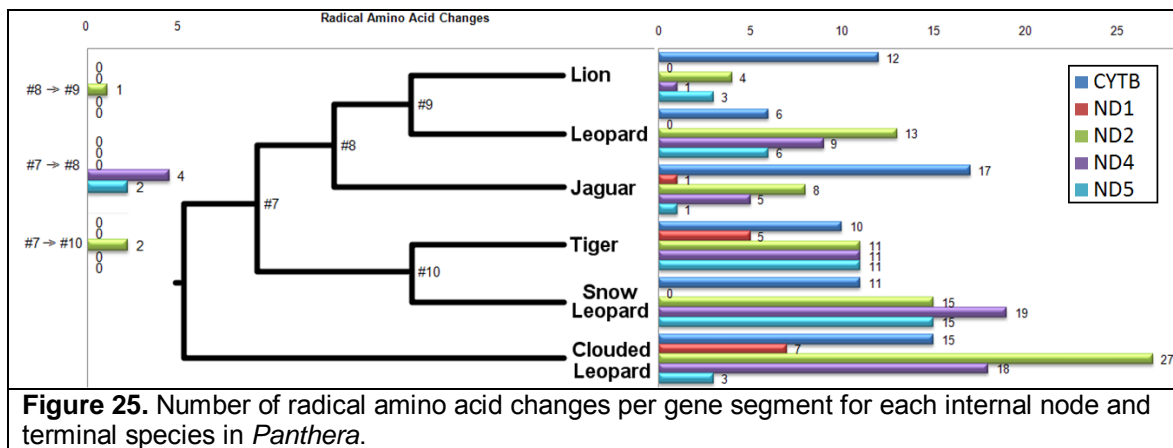 Radical Amino Acid Changes
0 5
0 5 10 15 20 25
#8 → #9
0
0
1
0
0
#7 → #8
0
0
0
4
2
#7 → #10
0
0
2
0
0
#9
#8
#7
#10
Lion
12
0
4
1
3
Leopard
6
0
13
9
6
Jaguar
17
1
8
5
1
Tiger
10
5
11
11
11
Snow
Leopard
11
0
15
19
15
Clouded
Leopard
15
7
27
18
3
CYTB
ND1
ND2
ND4
ND5
Figure 25. Number of radical amino acid changes per gene segment for each internal node and
terminal species in Panthera.